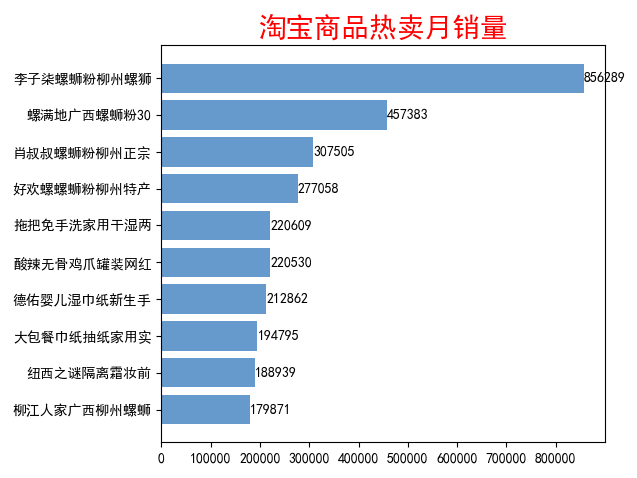 淘宝商品热卖月销量
李子柒螺蛳粉柳州螺狮 856289
螺满地广西螺蛳粉30 457383
肖叔叔螺蛳粉柳州正宗 307505
好欢螺螺蛳粉柳州特产 277058
拖把免手洗家用干湿两 220609
酸辣无骨鸡爪罐装网红 220530
德佑婴儿湿巾纸新生手 212862
大包餐巾纸抽纸家用实 194795
纽西之谜隔离霜妆前 188939
柳江人家广西柳州螺蛳 179871
0 100000 200000 300000 400000 500000 600000 700000 800000